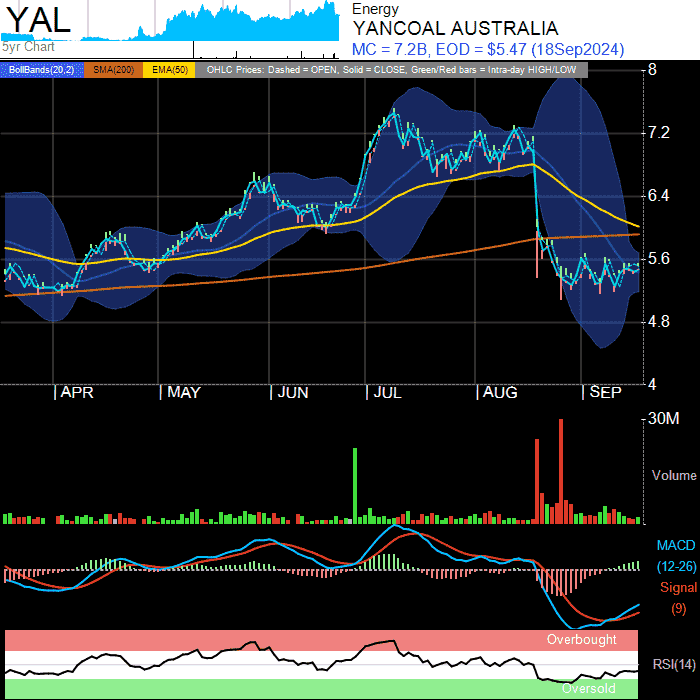 YAL
5yr Chart
Energy
YANCOAL AUSTRALIA
MC = 7.2B, EOD = $5.47 (18Sep2024)
BollBands(20,2) SMA(200) EMA(50) OHLC Prices: Dashed = OPEN, Solid = CLOSE, Green/Red bars = Intra-day HIGH/LOW
8
7.2
6.4
5.6
4.8
4
APR MAY JUN JUL AUG SEP
30M
Volume
MACD
(12-26)
Signal
(9)
Overbought
RSI(14)
Oversold